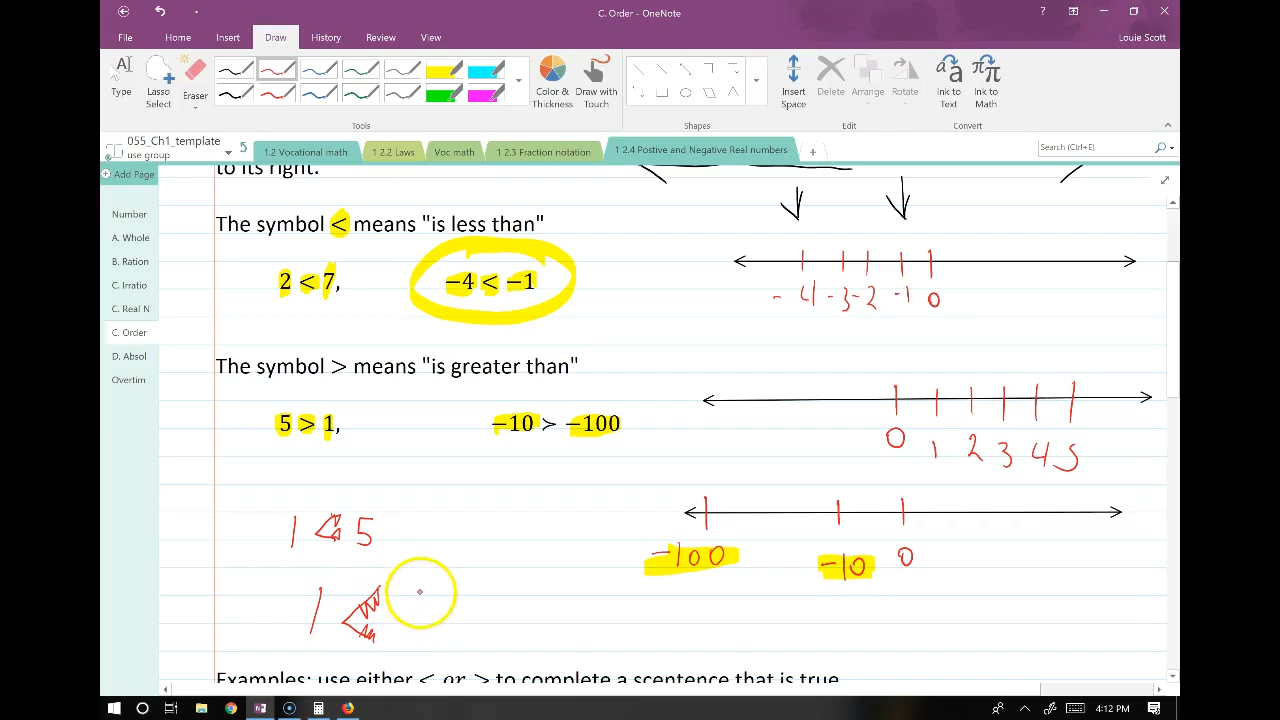 C. Order - OneNote
?
Louie Scott
File Home Insert Draw History Review View
Type
Lasso Select
Eraser
Color & Thickness
Draw with Touch
Insert Space
Delete
Arrange
Rotate
Ink to Text
Ink to Math
Tools
Shapes
Edit
Convert
055_Ch1_template
use group
5
1.2 Vocational math
1 2.2 Laws
Voc math
1 2.3 Fraction notation
1 2.4 Postive and Negative Real numbers
Search (Ctrl+E)
Add Page
Number
A. Whole
B. Ration
C. Irratio
C. Real N
C. Order
D. Absol
Overtim
to its right.
The symbol < means "is less than"
2 < 7,
−4 < −1
-4 -3 -2 -1 0
The symbol > means "is greater than"
5 > 1,
−10 > −100
0 1 2 3 4 5
1 < 5
-100 -10 0
1 <
Examples: use either < or > to complete a scentence that is true
4:12 PM